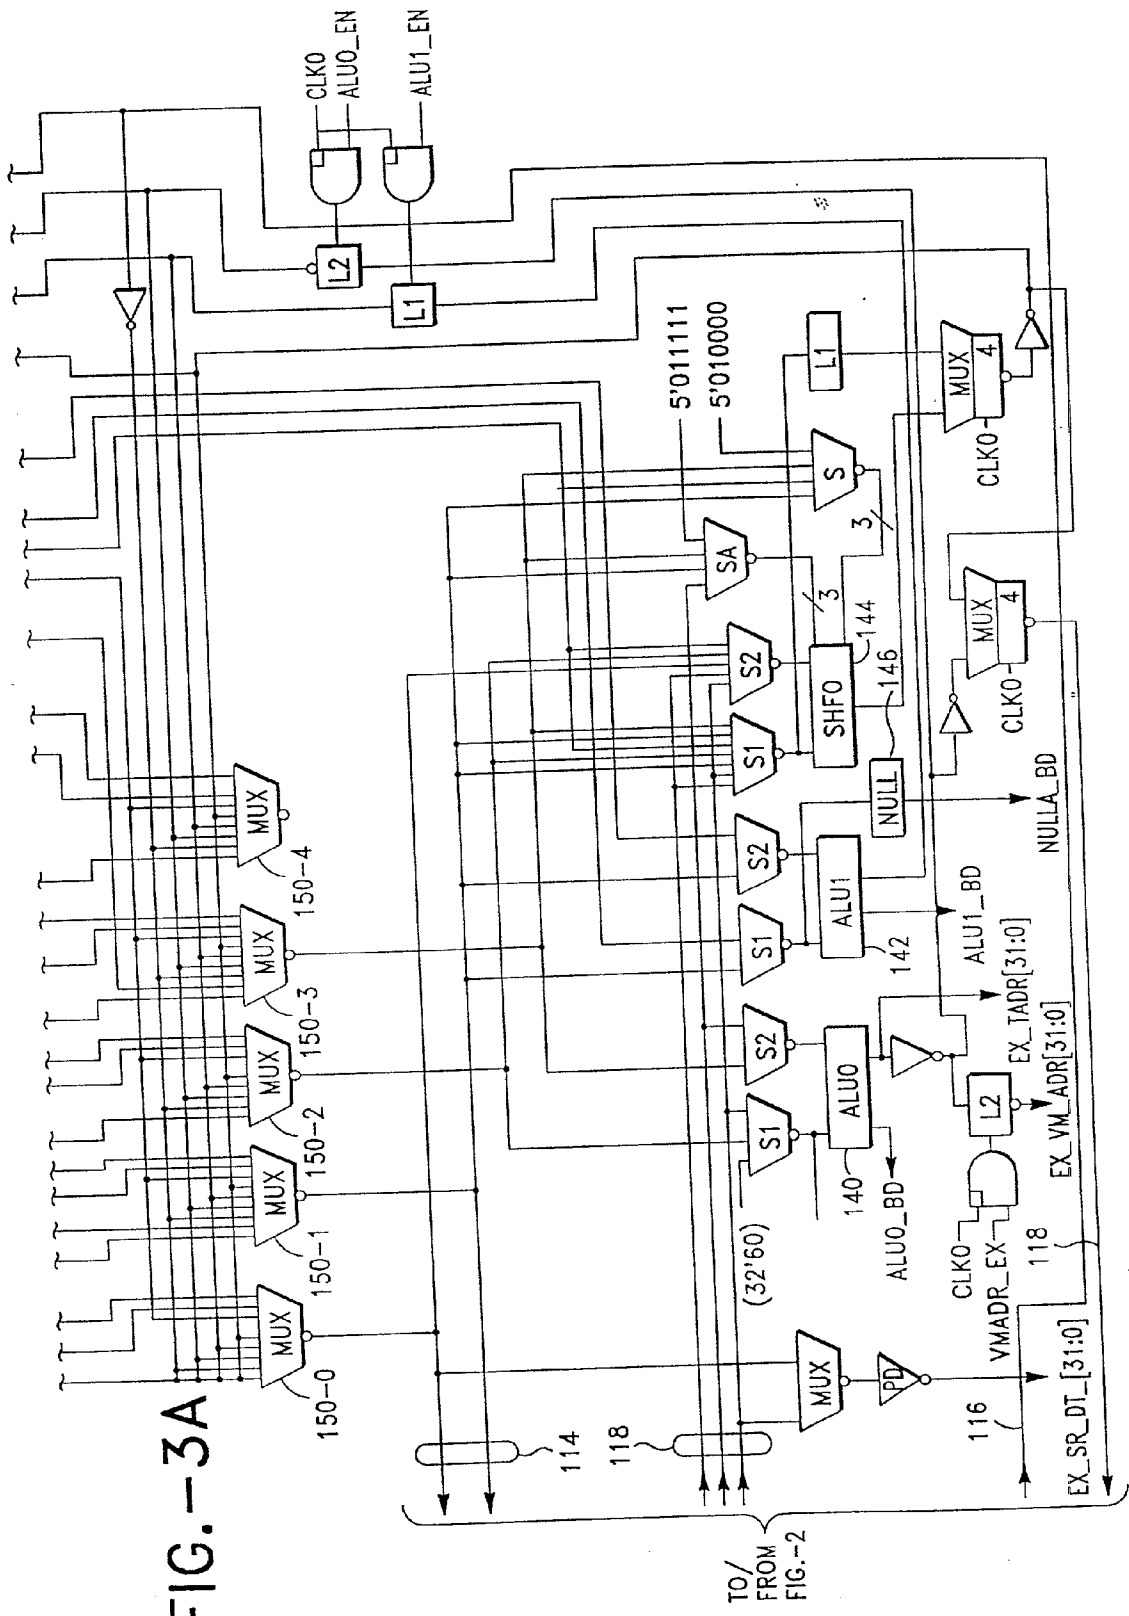 FIG.-3A
CLK0
ALU0_EN
ALU1_EN
L2
L1
MUX
150-0
MUX
150-1
MUX
150-2
MUX
150-3
MUX
150-4
5'011111
5'010000
114
118
TO/
FROM
FIG.-2
(32'60)
S1
S2
S1
S2
S1
S2
SA
S
L1
3
3
MUX
PD
ALU0
140
ALU0_BD
ALU1
142
ALU1_BD
SHF0
144
NULL
146
NULLA_BD
MUX
4
CLK0
MUX
4
CLK0
L2
CLK0
VMADR_EX
EX_TADR[31:0]
EX_VM_ADR[31:0]
EX_SR_DT_[31:0]
116
118